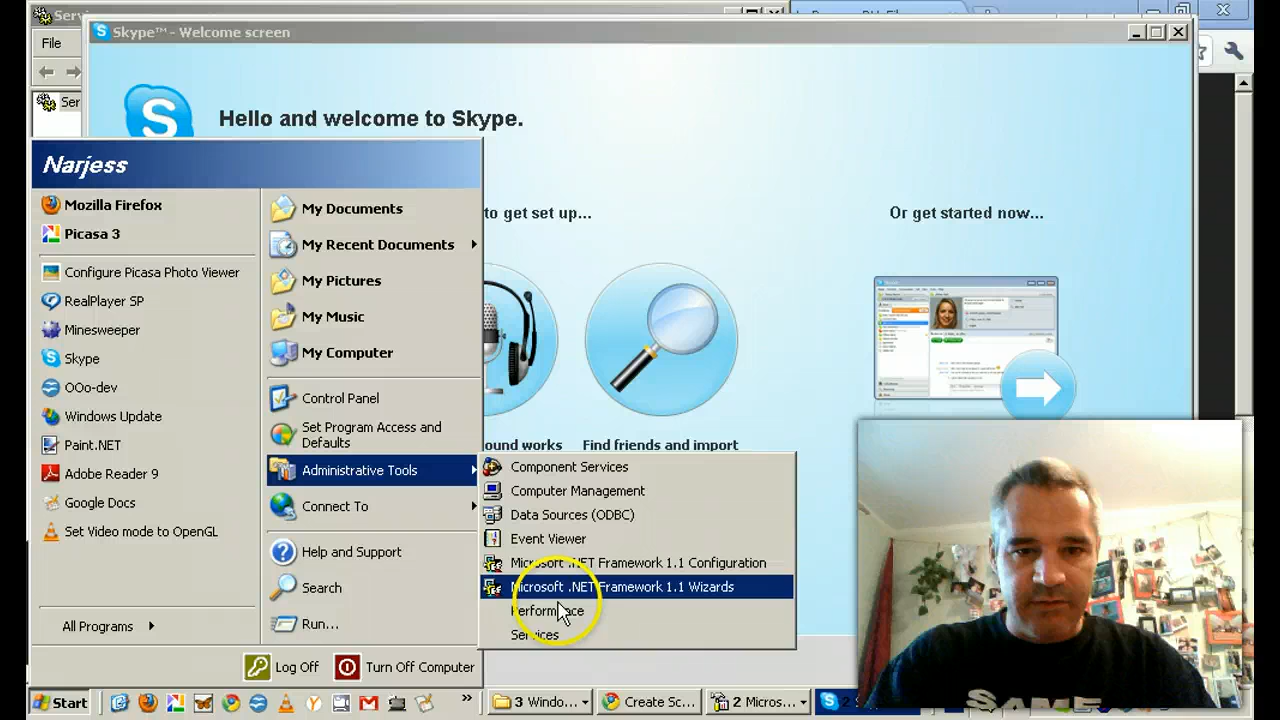 Skype™ - Welcome screen
File
Ser
Hello and welcome to Skype.
to get set up...
Or get started now...
ound works
Find friends and import
Narjess
Mozilla Firefox
Picasa 3
Configure Picasa Photo Viewer
RealPlayer SP
Minesweeper
Skype
OOo-dev
Windows Update
Paint.NET
Adobe Reader 9
Google Docs
Set Video mode to OpenGL
All Programs
My Documents
My Recent Documents
My Pictures
My Music
My Computer
Control Panel
Set Program Access and
Defaults
Administrative Tools
Connect To
Help and Support
Search
Run...
Component Services
Computer Management
Data Sources (ODBC)
Event Viewer
Microsoft .NET Framework 1.1 Configuration
Microsoft .NET Framework 1.1 Wizards
Performance
Services
Log Off
Turn Off Computer
Start
3 Windo...
Create Sc...
2 Micros...
SAME